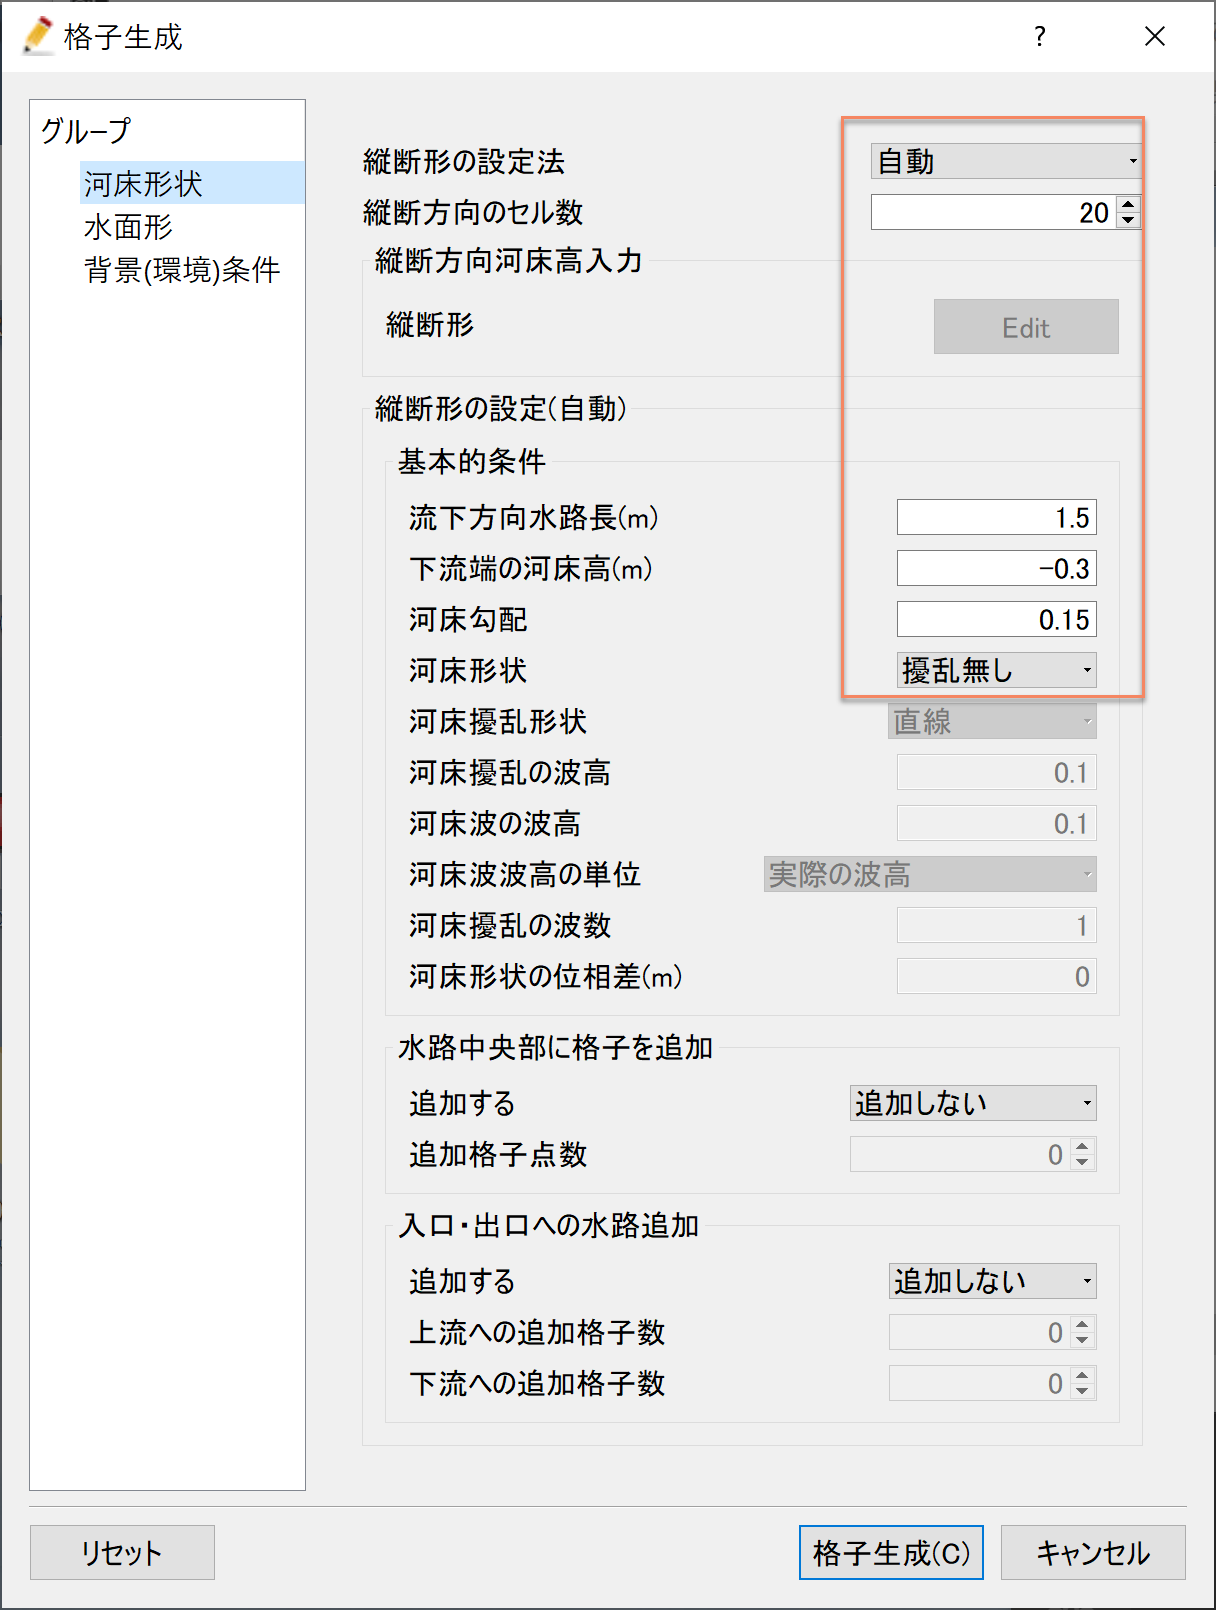 格子生成
?
グループ
河床形状
水面形
背景(環境)条件
縦断形の設定法 自動
縦断方向のセル数 20
縦断方向河床高入力
縦断形 Edit
縦断形の設定(自動)
基本的条件
流下方向水路長(m) 1.5
下流端の河床高(m) -0.3
河床勾配 0.15
河床形状 擾乱無し
河床擾乱形状 直線
河床擾乱の波高 0.1
河床波の波高 0.1
河床波波高の単位 実際の波高
河床擾乱の波数 1
河床形状の位相差(m) 0
水路中央部に格子を追加
追加する 追加しない
追加格子点数 0
入口・出口への水路追加
追加する 追加しない
上流への追加格子数 0
下流への追加格子数 0
リセット 格子生成(C) キャンセル